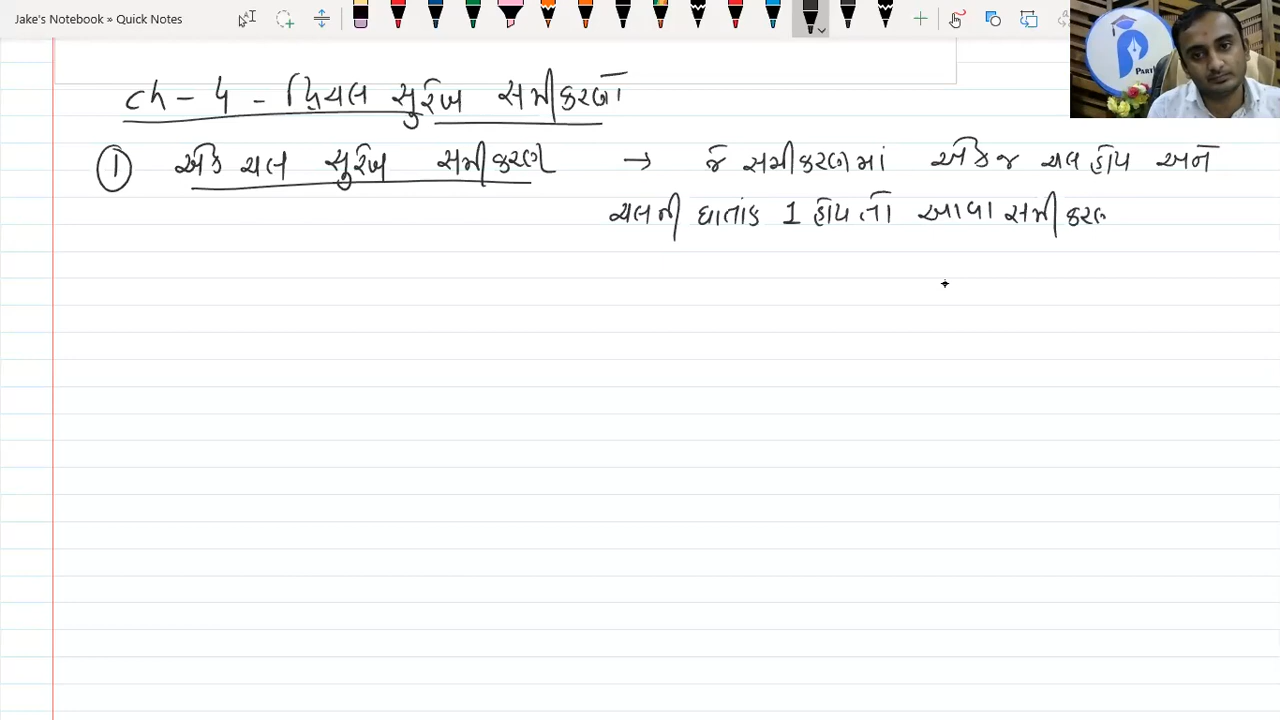 Jake's Notebook » Quick Notes
ch - 4 - દ્વિચલ સુરેખ સમીકરણો
① એક ચલ સુરેખ સમીકરણ → જે સમીકરણમાં એક જ ચલ હોય અને
ચલની ઘાતાંક 1 હોય તો આવા સમીકરણ